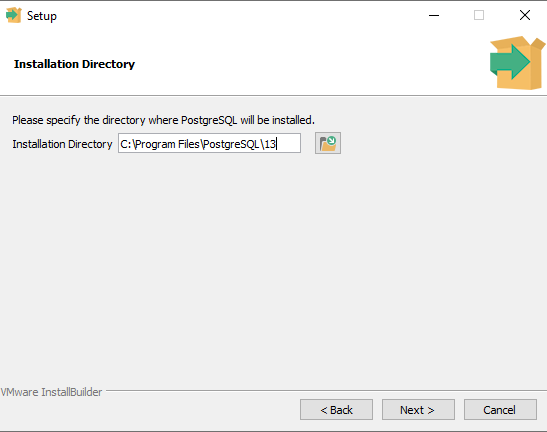 Setup
Installation Directory
Please specify the directory where PostgreSQL will be installed.
Installation Directory C:\Program Files\PostgreSQL\13
VMware InstallBuilder
< Back Next > Cancel